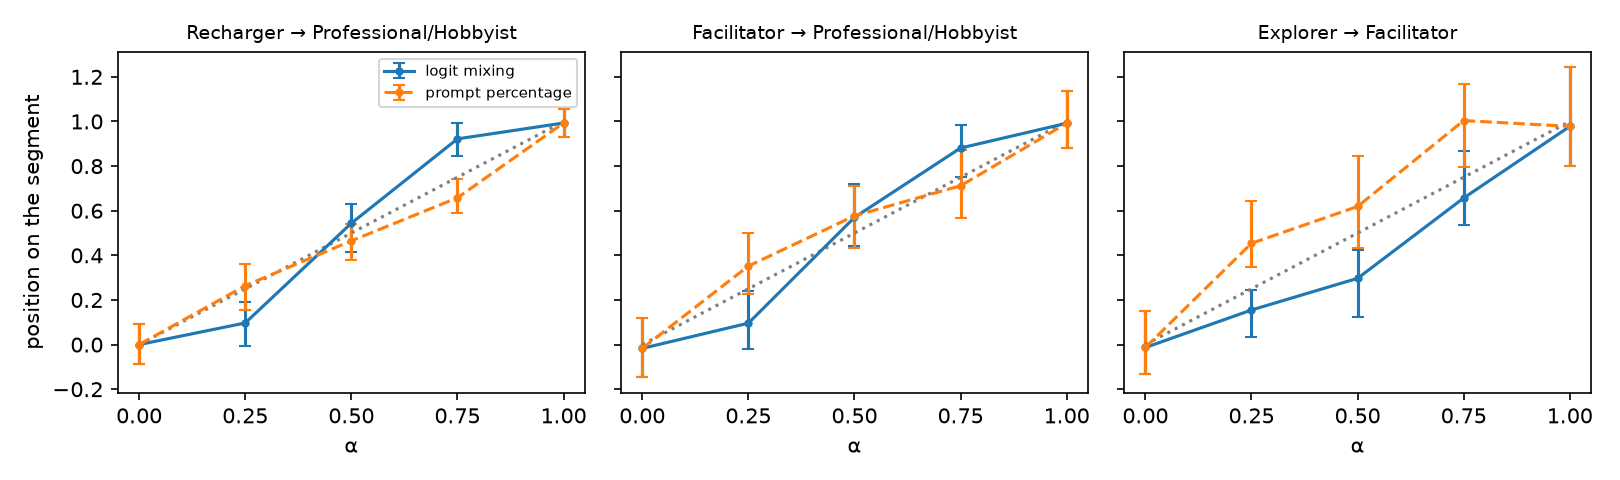 Recharger → Professional/Hobbyist
Facilitator → Professional/Hobbyist
Explorer → Facilitator
logit mixing
prompt percentage
position on the segment
1.2
1.0
0.8
0.6
0.4
0.2
0.0
−0.2
0.00 0.25 0.50 0.75 1.00
0.00 0.25 0.50 0.75 1.00
0.00 0.25 0.50 0.75 1.00
α
α
α